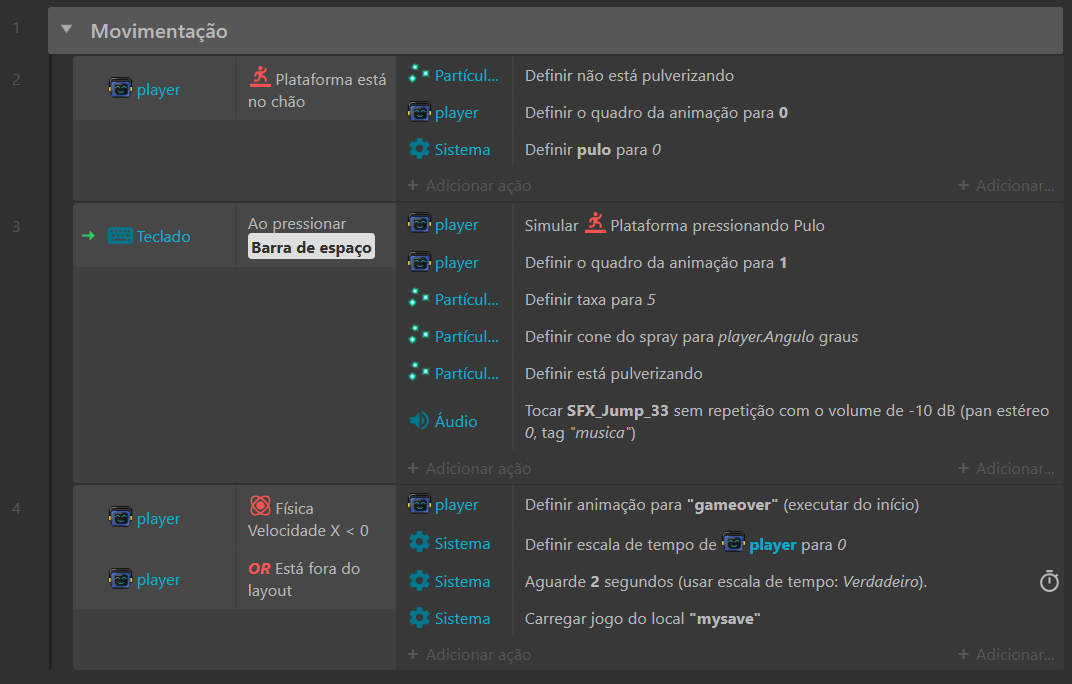 1
Movimentação
2
player
Plataforma está
no chão
Partícul...
Definir não está pulverizando
player
Definir o quadro da animação para 0
Sistema
Definir pulo para 0
+ Adicionar ação
+ Adicionar...
3
Teclado
Ao pressionar
Barra de espaço
player
Simular Plataforma pressionando Pulo
player
Definir o quadro da animação para 1
Partícul...
Definir taxa para 5
Partícul...
Definir cone do spray para player.Angulo graus
Partícul...
Definir está pulverizando
Áudio
Tocar SFX_Jump_33 sem repetição com o volume de -10 dB (pan estéreo
0, tag "musica")
+ Adicionar ação
+ Adicionar...
4
player
Física
Velocidade X < 0
player
OR Está fora do
layout
player
Definir animação para "gameover" (executar do início)
Sistema
Definir escala de tempo de player para 0
Sistema
Aguarde 2 segundos (usar escala de tempo: Verdadeiro).
Sistema
Carregar jogo do local "mysave"
+ Adicionar ação
+ Adicionar...